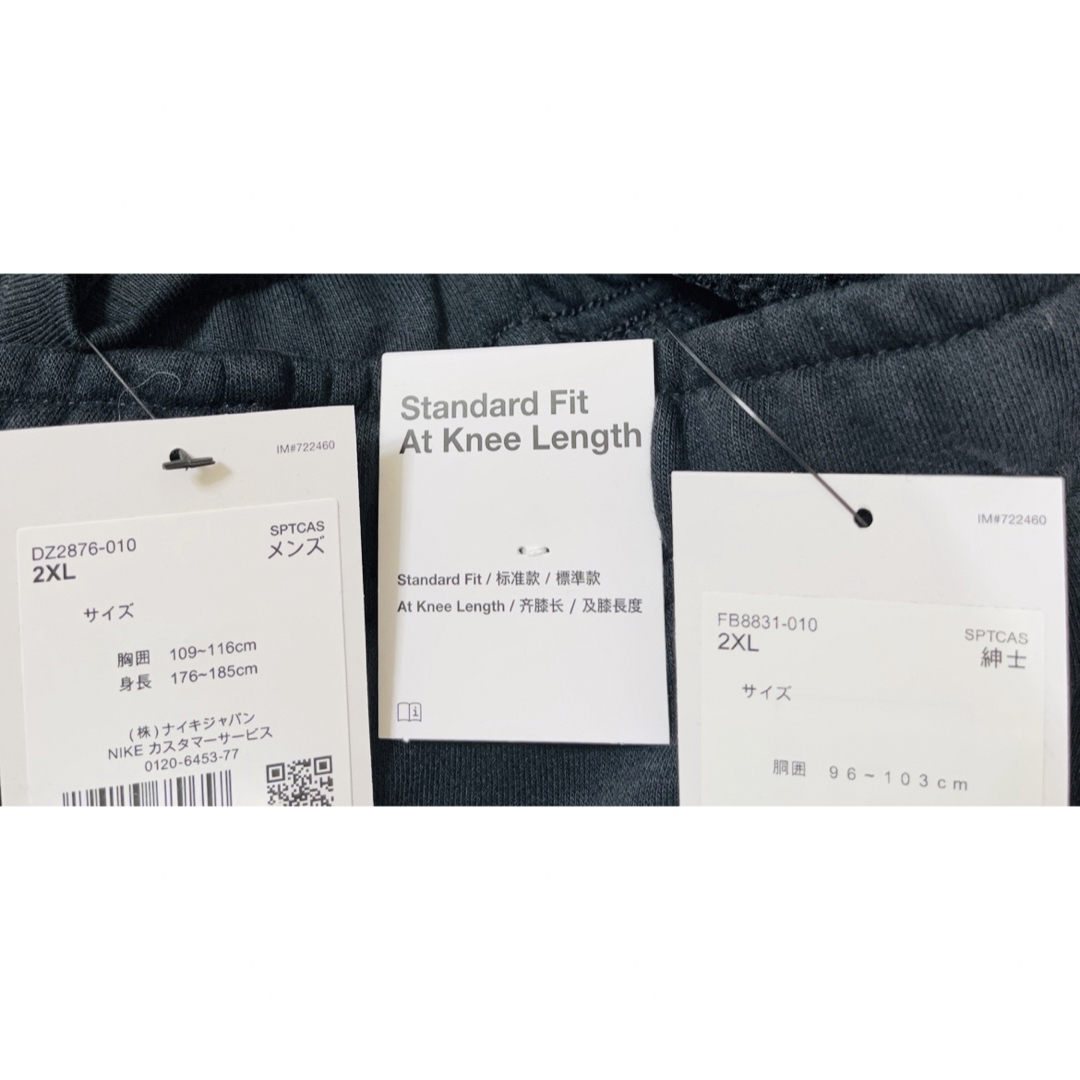 IM#722460
DZ2876-010
SPTCAS
2XL
メンズ
サイズ
胸囲 109~116cm
身長 176~185cm
(株)ナイキジャパン
NIKE カスタマーサービス
0120-6453-77
Standard Fit
At Knee Length
Standard Fit / 标准款 / 標準款
At Knee Length / 齐膝长 / 及膝長度
i
IM#722460
FB8831-010
SPTCAS
2XL
紳士
サイズ
胴囲 96~103cm